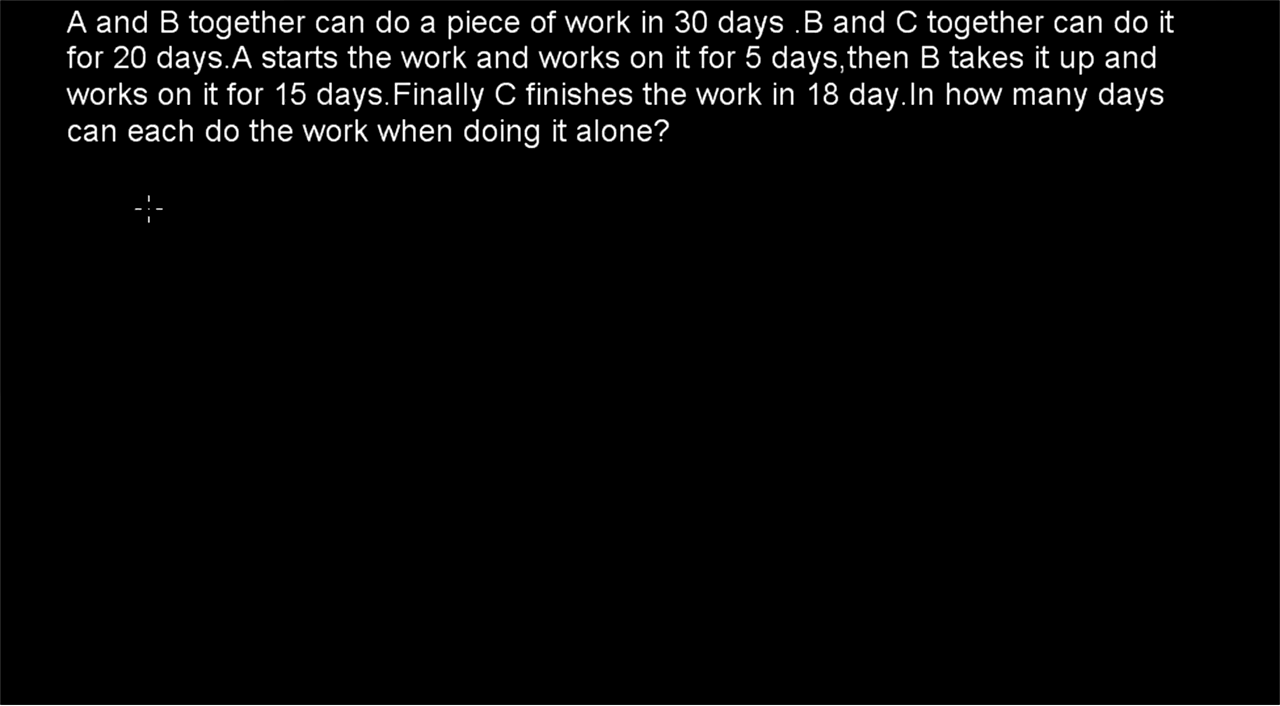 A and B together can do a piece of work in 30 days .B and C together can do it
for 20 days.A starts the work and works on it for 5 days,then B takes it up and
works on it for 15 days.Finally C finishes the work in 18 day.In how many days
can each do the work when doing it alone?